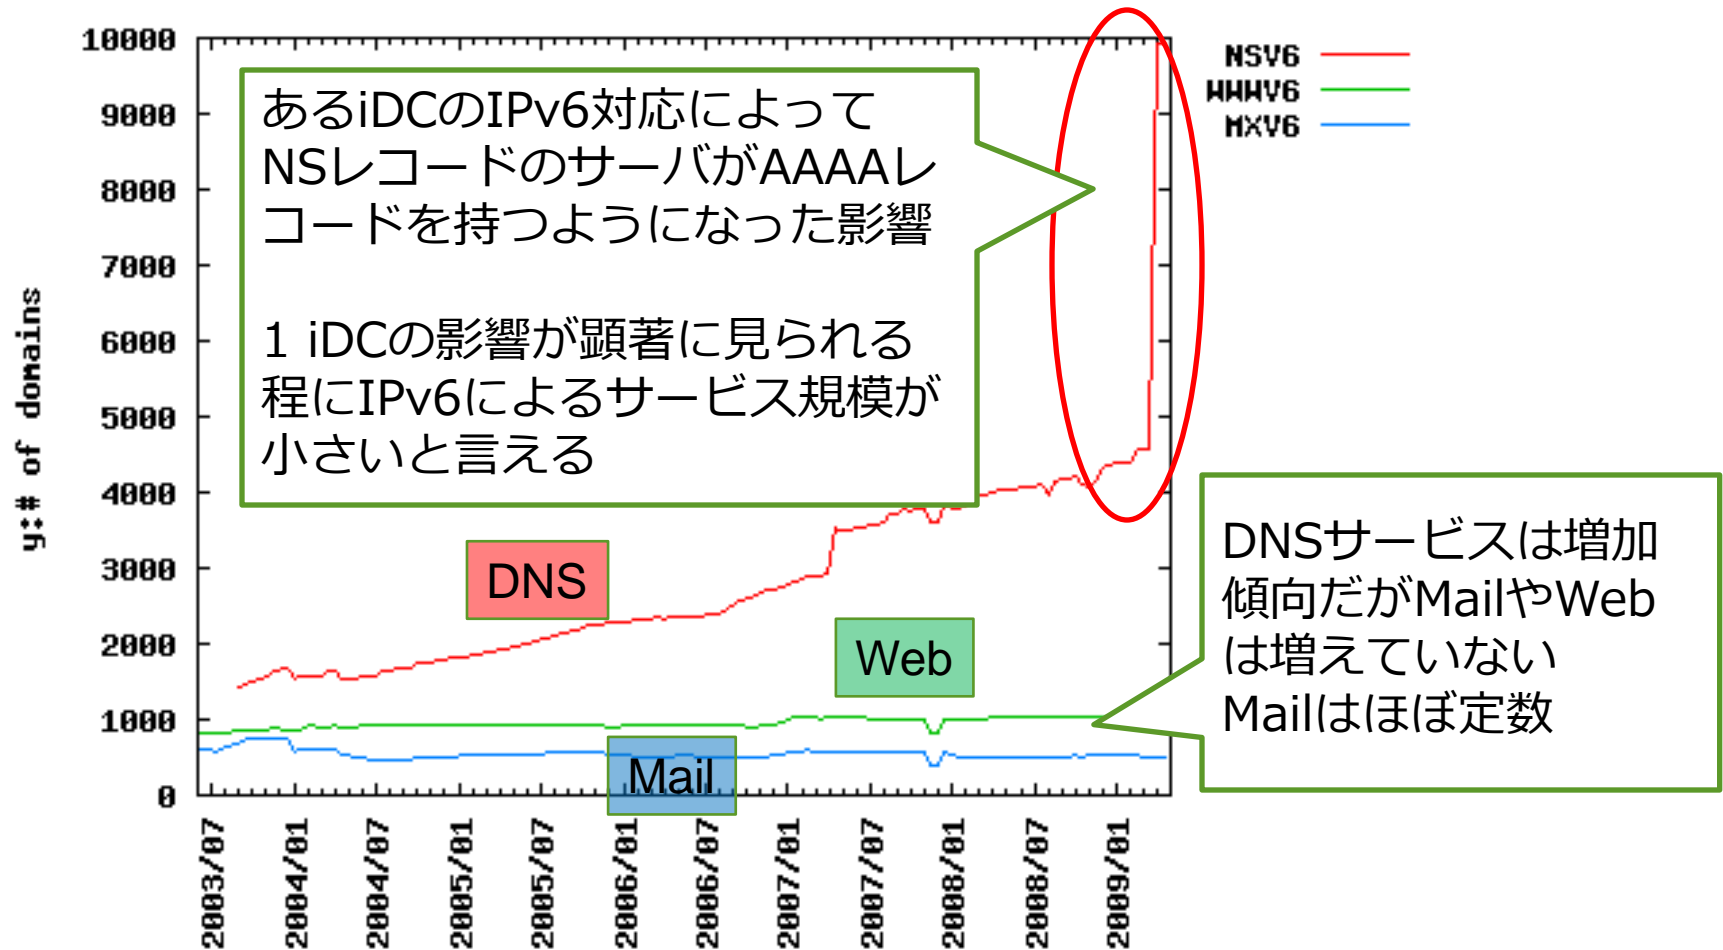 10000
9000
8000
7000
6000
5000
4000
3000
2000
1000
0
y:# of domains
NSV6
WWWV6
MXV6
あるiDCのIPv6対応によって
NSレコードのサーバがAAAAレ
コードを持つようになった影響
1 iDCの影響が顕著に見られる
程にIPv6によるサービス規模が
小さいと言える
DNS
Web
Mail
DNSサービスは増加
傾向だがMailやWeb
は増えていない
Mailはほぼ定数
2003/07
2004/01
2004/07
2005/01
2005/07
2006/01
2006/07
2007/01
2007/07
2008/01
2008/07
2009/01